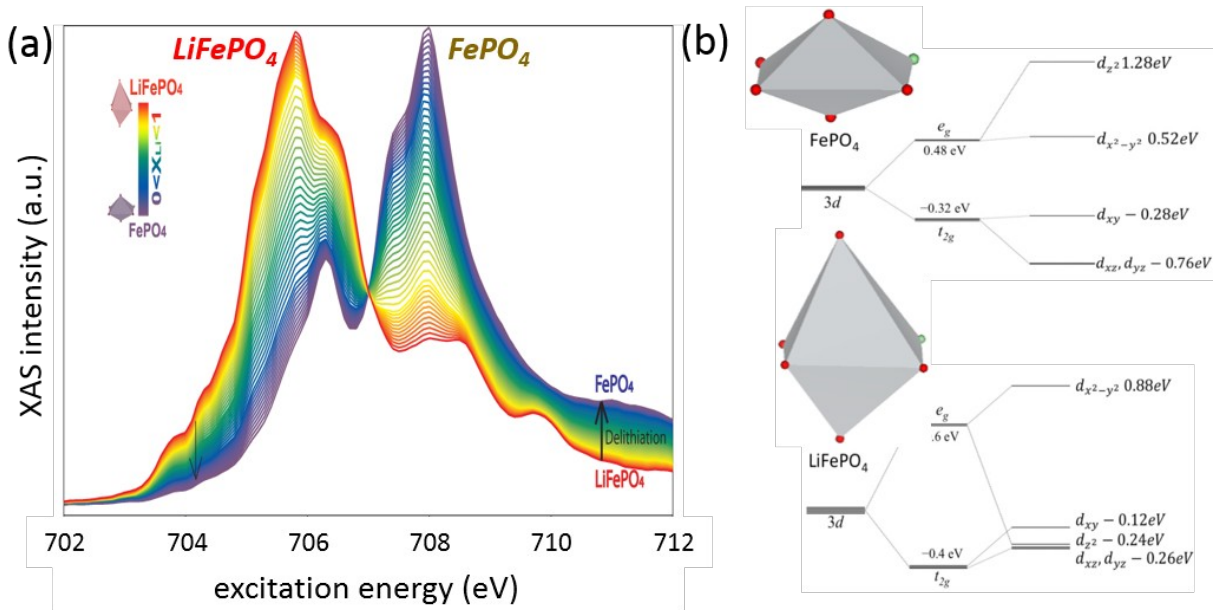 (a)
LiFePO4
FePO4
LiFePO4
0<XLi<1
FePO4
XAS intensity (a.u.)
FePO4
Delithiation
LiFePO4
702 704 706 708 710 712
excitation energy (eV)
(b)
FePO4
3d
eg
0.48 eV
−0.32 eV
t2g
dz2 1.28eV
dx2−y2 0.52eV
dxy − 0.28eV
dxz, dyz − 0.76eV
LiFePO4
3d
eg
.6 eV
−0.4 eV
t2g
dx2−y2 0.88eV
dxy − 0.12eV
dz2 − 0.24eV
dxz, dyz − 0.26eV